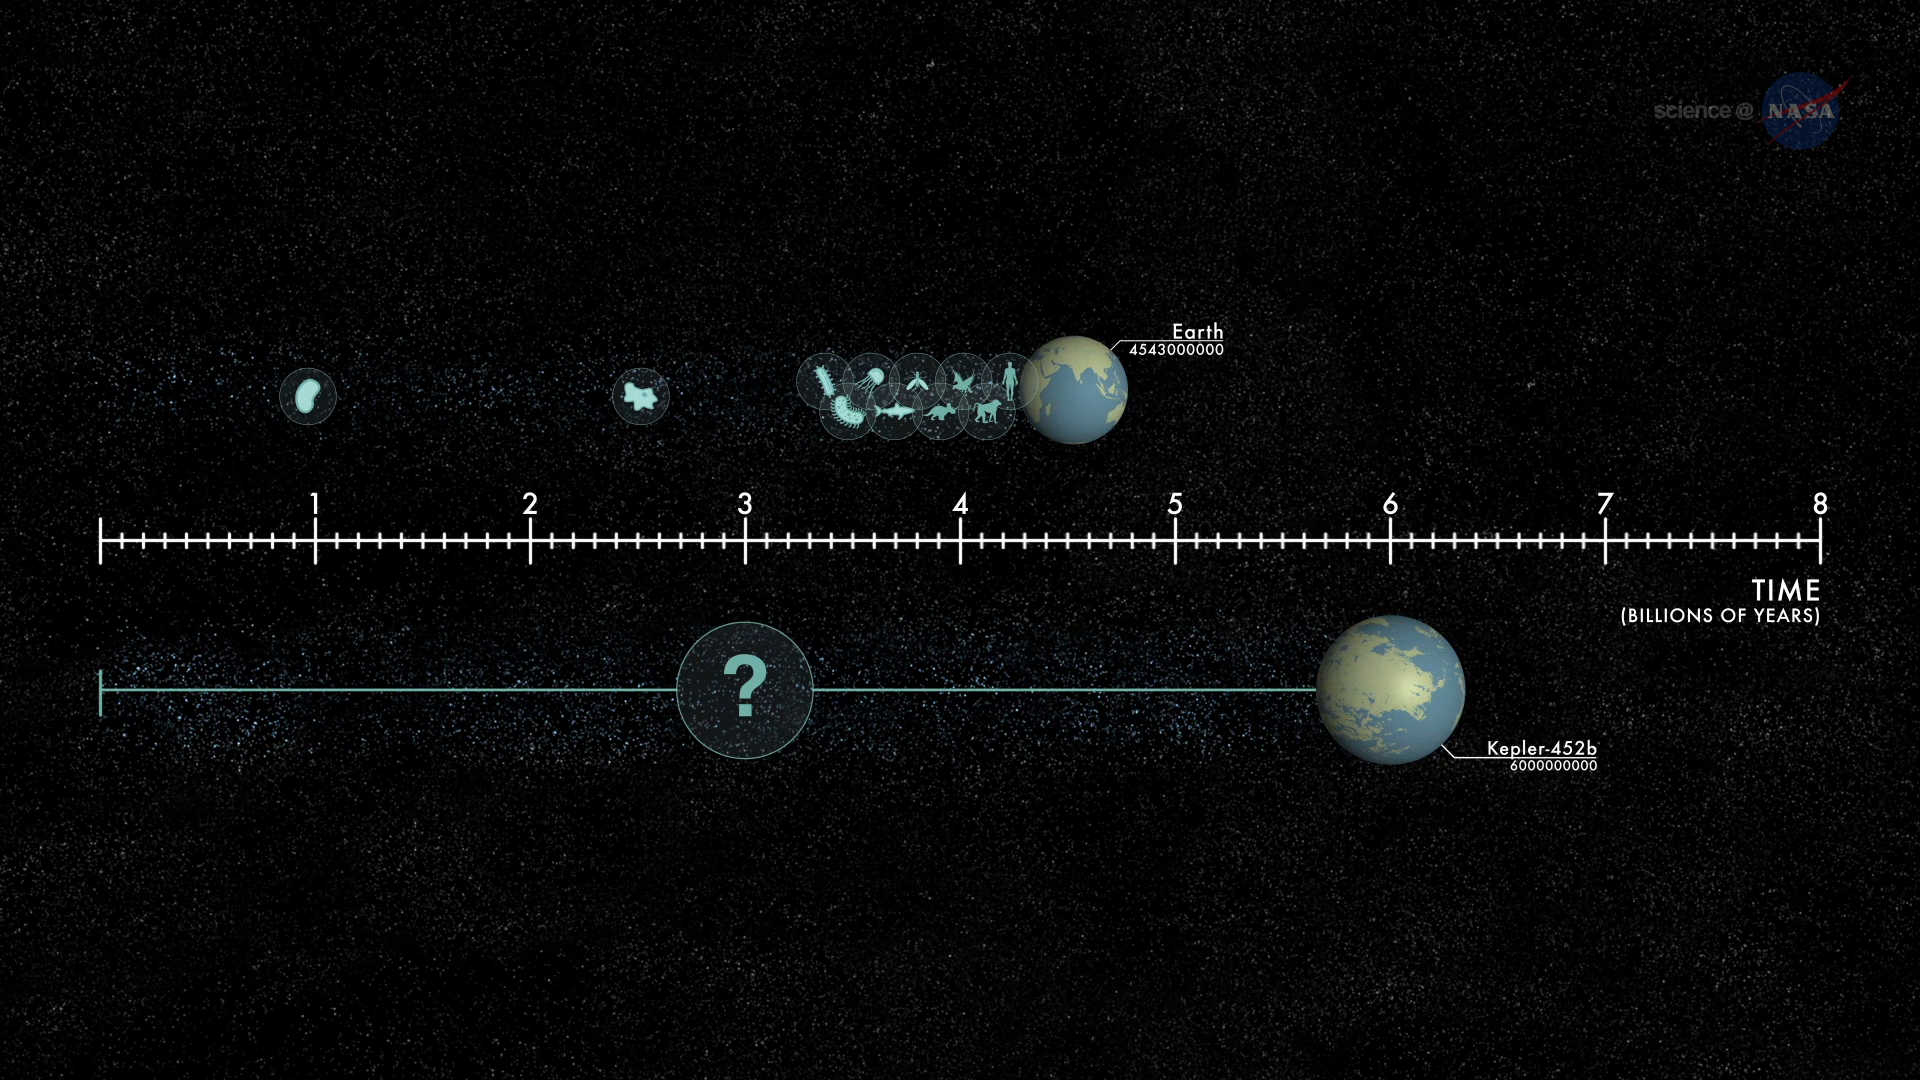 science@ NASA
Earth
4543000000
1 2 3 4 5 6 7 8
TIME
(BILLIONS OF YEARS)
?
Kepler-452b
6000000000